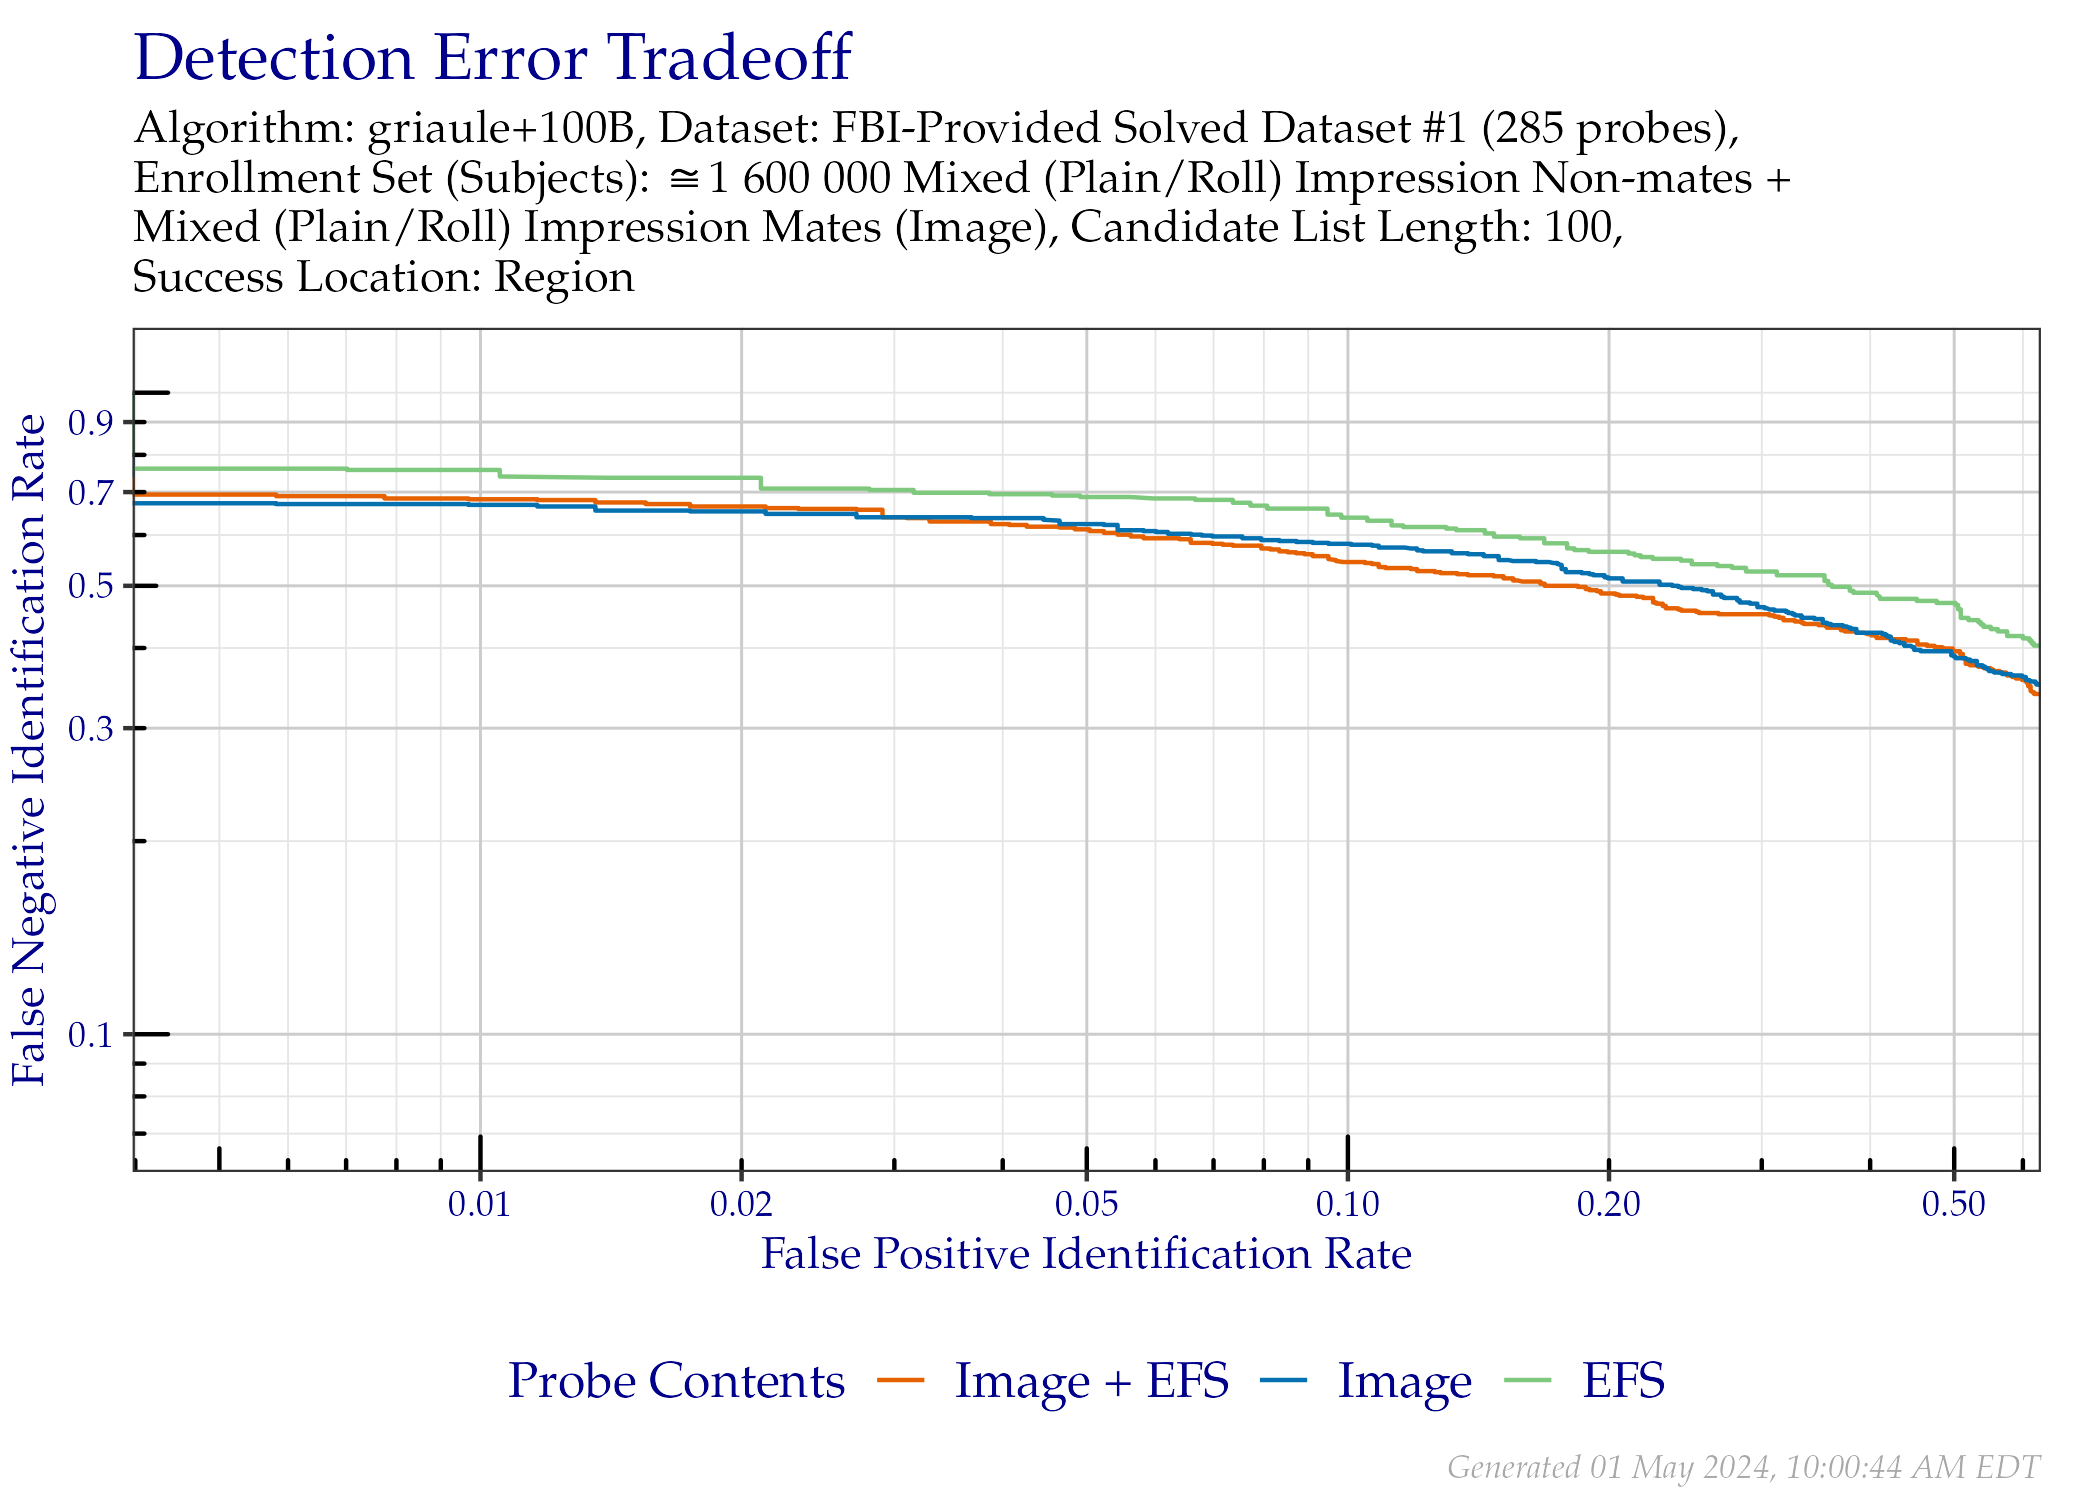 Detection Error Tradeoff
Algorithm: griaule+100B, Dataset: FBI-Provided Solved Dataset #1 (285 probes),
Enrollment Set (Subjects): ≅ 1 600 000 Mixed (Plain/Roll) Impression Non-mates +
Mixed (Plain/Roll) Impression Mates (Image), Candidate List Length: 100,
Success Location: Region
False Negative Identification Rate
0.9
0.7
0.5
0.3
0.1
0.01 0.02 0.05 0.10 0.20 0.50
False Positive Identification Rate
Probe Contents Image + EFS Image EFS
Generated 01 May 2024, 10:00:44 AM EDT